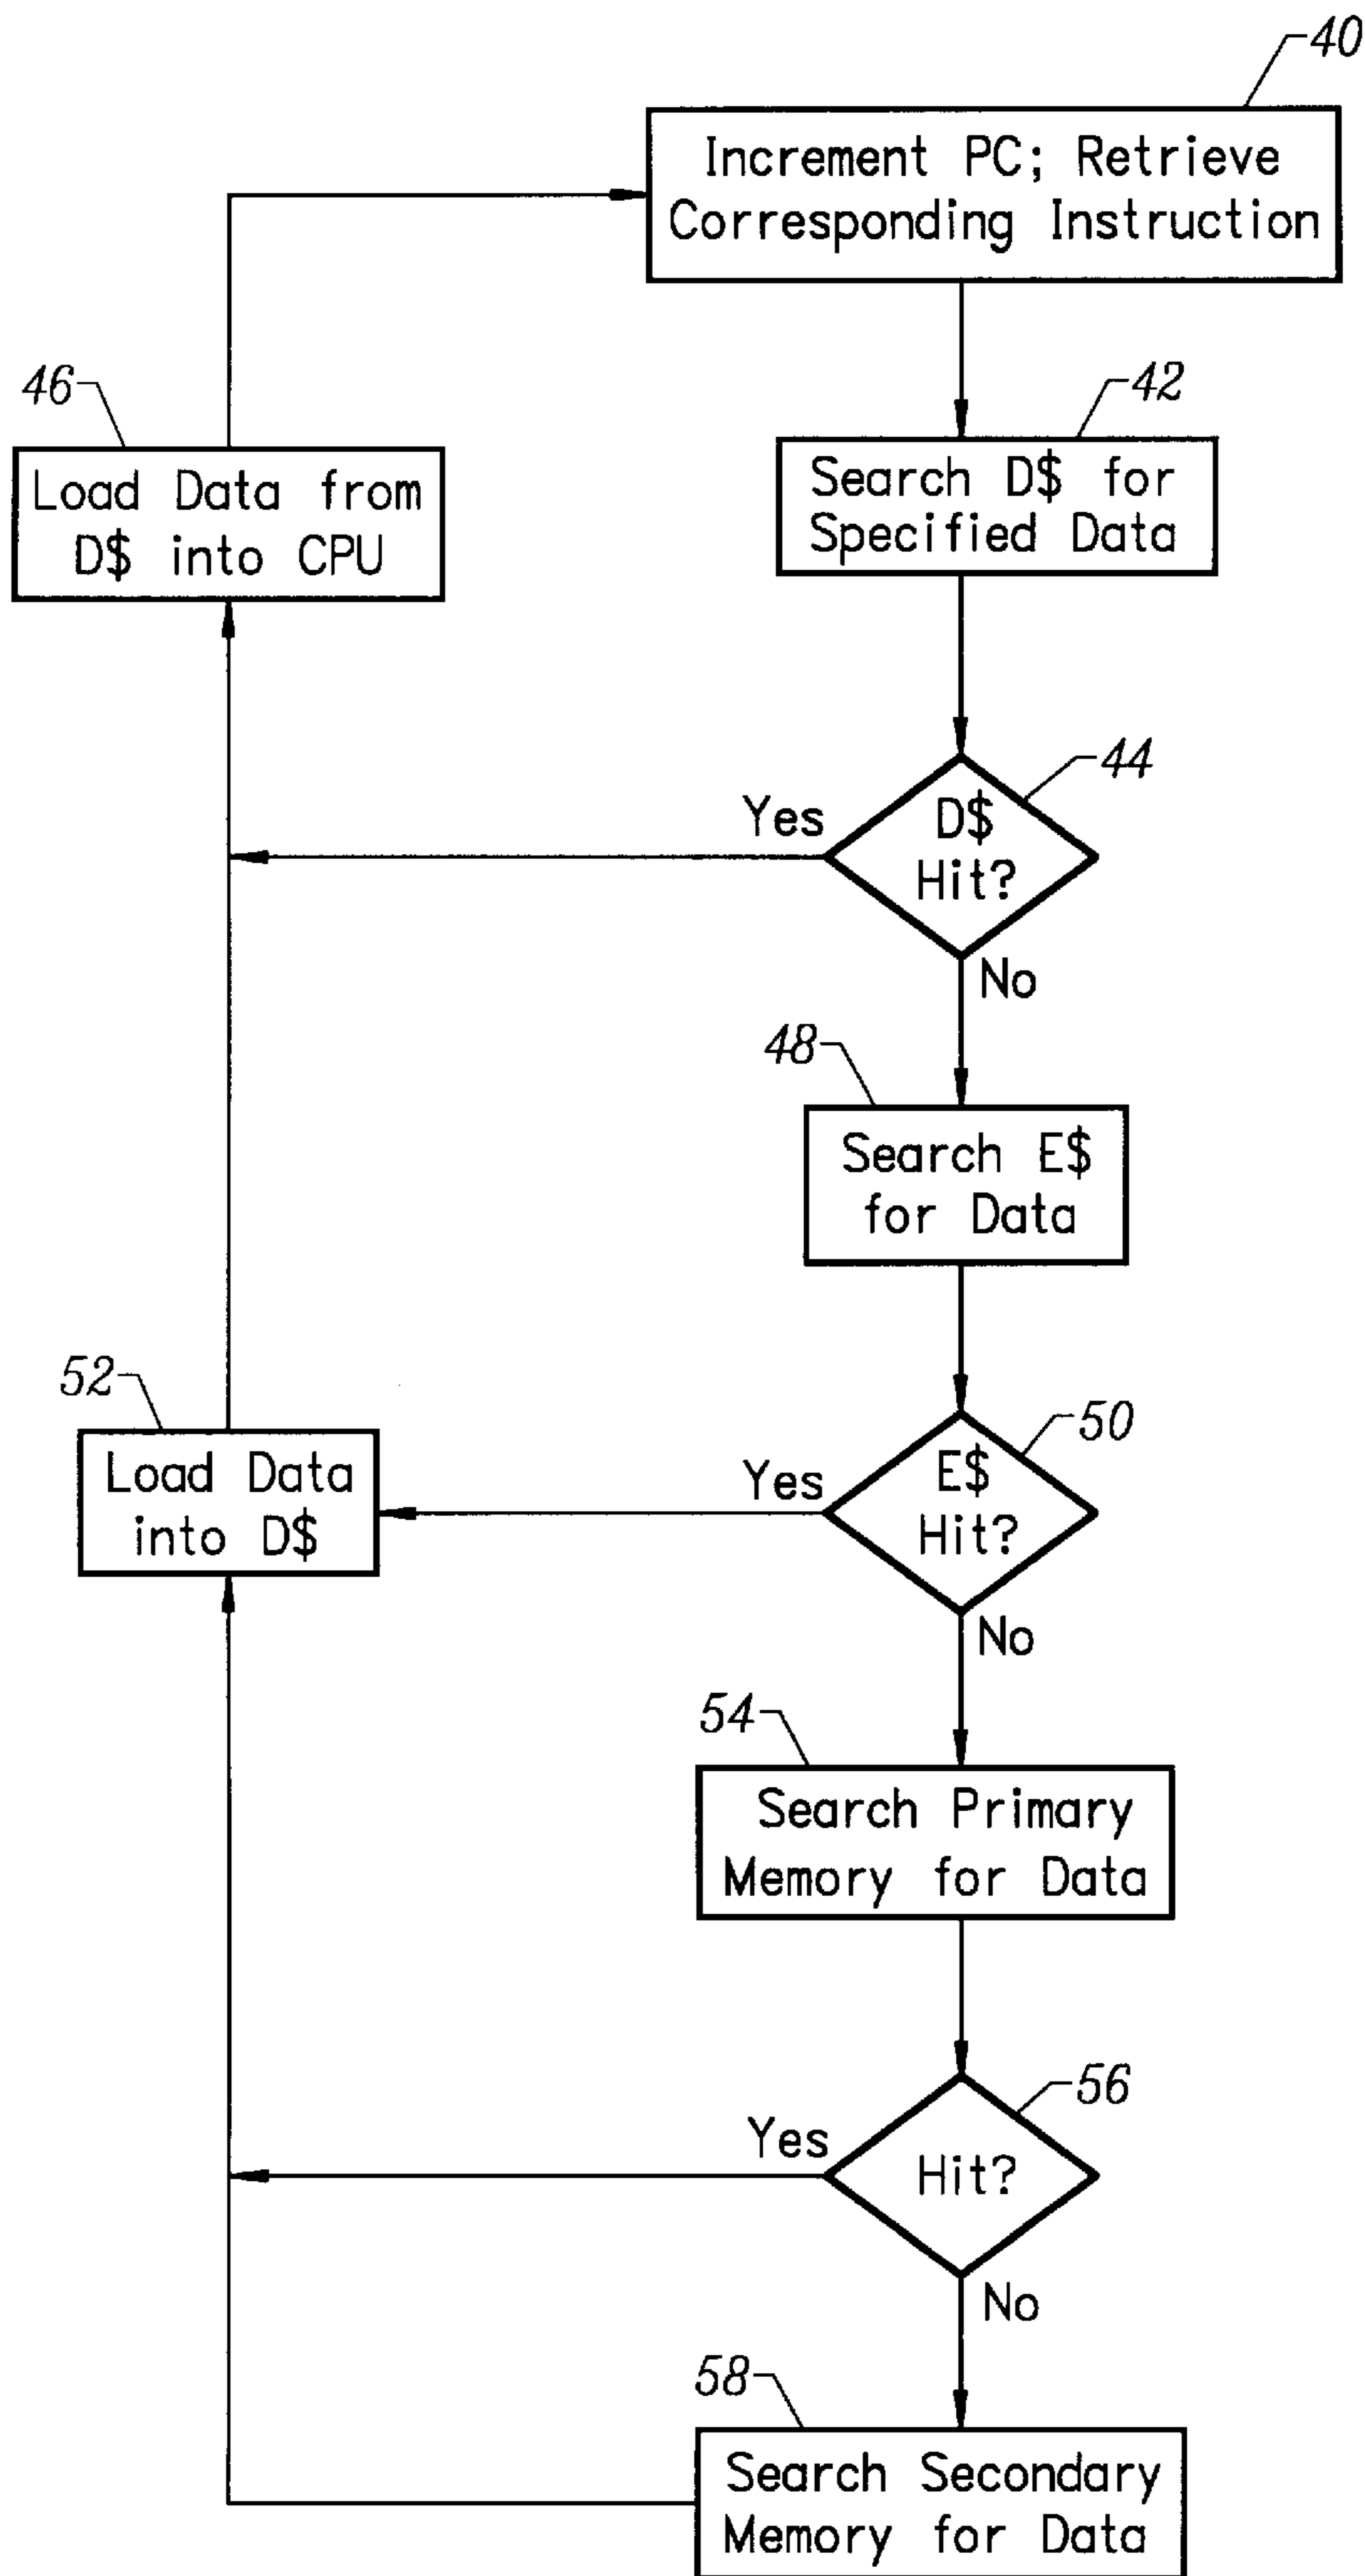 40
Increment PC; Retrieve
Corresponding Instruction
46
Load Data from
D$ into CPU
42
Search D$ for
Specified Data
44
D$
Hit?
Yes
No
48
Search E$
for Data
52
Load Data
into D$
50
E$
Hit?
Yes
No
54
Search Primary
Memory for Data
56
Hit?
Yes
No
58
Search Secondary
Memory for Data